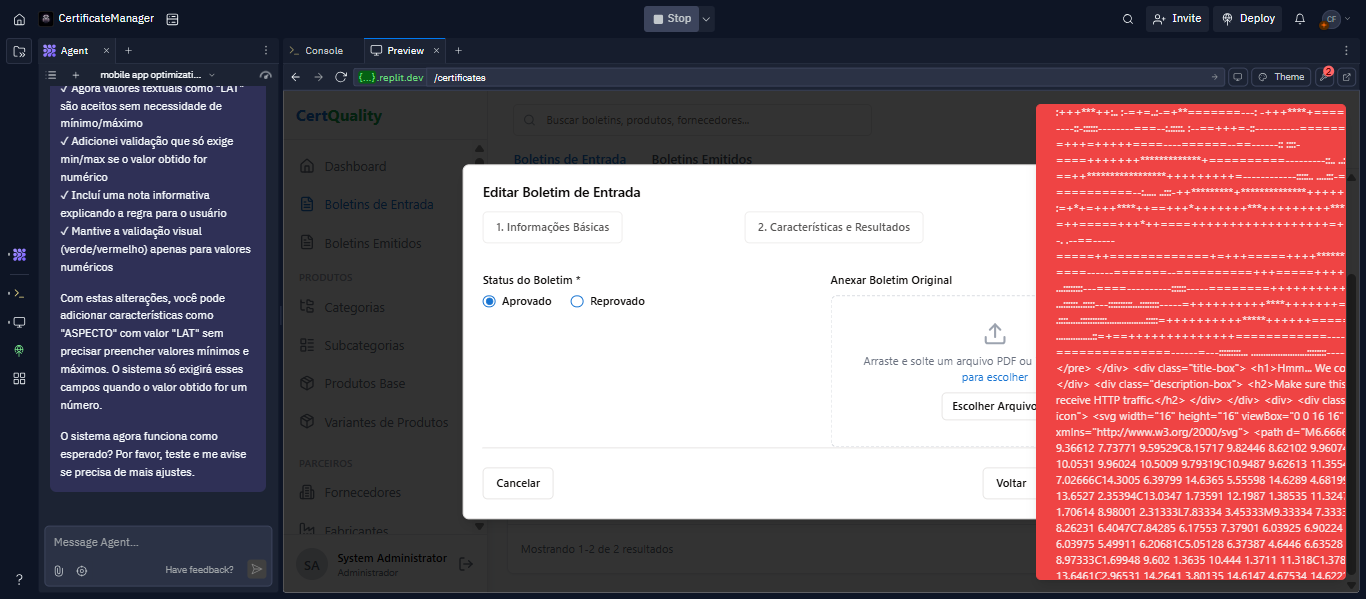 CertificateManager
Stop
Invite
Deploy
CF
Agent
Console
Preview
mobile app optimizati...
{...}.replit.dev
/certificates
Theme
2
✓ Agora valores textuais como "LAT"
são aceitos sem necessidade de
mínimo/máximo
✓ Adicionei validação que só exige
min/max se o valor obtido for
numérico
✓ Incluí uma nota informativa
explicando a regra para o usuário
✓ Mantive a validação visual
(verde/vermelho) apenas para valores
numéricos
Com estas alterações, você pode
adicionar características como
"ASPECTO" com valor "LAT" sem
precisar preencher valores mínimos e
máximos. O sistema só exigirá esses
campos quando o valor obtido for um
número.
O sistema agora funciona como
esperado? Por favor, teste e me avise
se precisa de mais ajustes.
Message Agent...
Have feedback?
CertQuality
Dashboard
Boletins de Entrada
Boletins Emitidos
PRODUTOS
Categorias
Subcategorias
Produtos Base
Variantes de Produtos
PARCEIROS
Fornecedores
Fabricantes
SA
System Administrator
Administrador
Buscar boletins, produtos, fornecedores...
Boletins de Entrada
Boletins Emitidos
Editar Boletim de Entrada
1. Informações Básicas
2. Características e Resultados
Status do Boletim *
Aprovado
Reprovado
Anexar Boletim Original
Arraste e solte um arquivo PDF ou
para escolher
Escolher Arquivo
Cancelar
Voltar
Mostrando 1-2 de 2 resultados
</pre> </div> <div class="title-box"> <h1>Hmm... We co
</div> <div class="description-box"> <h2>Make sure this
receive HTTP traffic.</h2> </div> </div> <div> <div clas
icon"> <svg width="16" height="16" viewBox="0 0 16 16"
xmlns="http://www.w3.org/2000/svg"> <path d="M6.6666
9.36612 7.73771 9.59529C8.15717 9.82446 8.62102 9.9607
10.0531 9.96024 10.5009 9.79319C10.9487 9.62613 11.355
7.02666C14.3005 6.39799 14.6365 5.55598 14.6289 4.6819
13.6527 2.35394C13.0347 1.73591 12.1987 1.38535 11.324
1.70614 8.98001 2.31333L7.83334 3.45333M9.33334 7.333
8.26231 6.4047C7.84285 6.17553 7.37901 6.03925 6.90224
6.03975 5.49911 6.20681C5.05128 6.37387 4.6446 6.63528
8.97333C1.69948 9.602 1.3635 10.444 1.3711 11.318C1.378
13.6461C2.96531 14.2641 3.80135 14.6147 4.67534 14.622